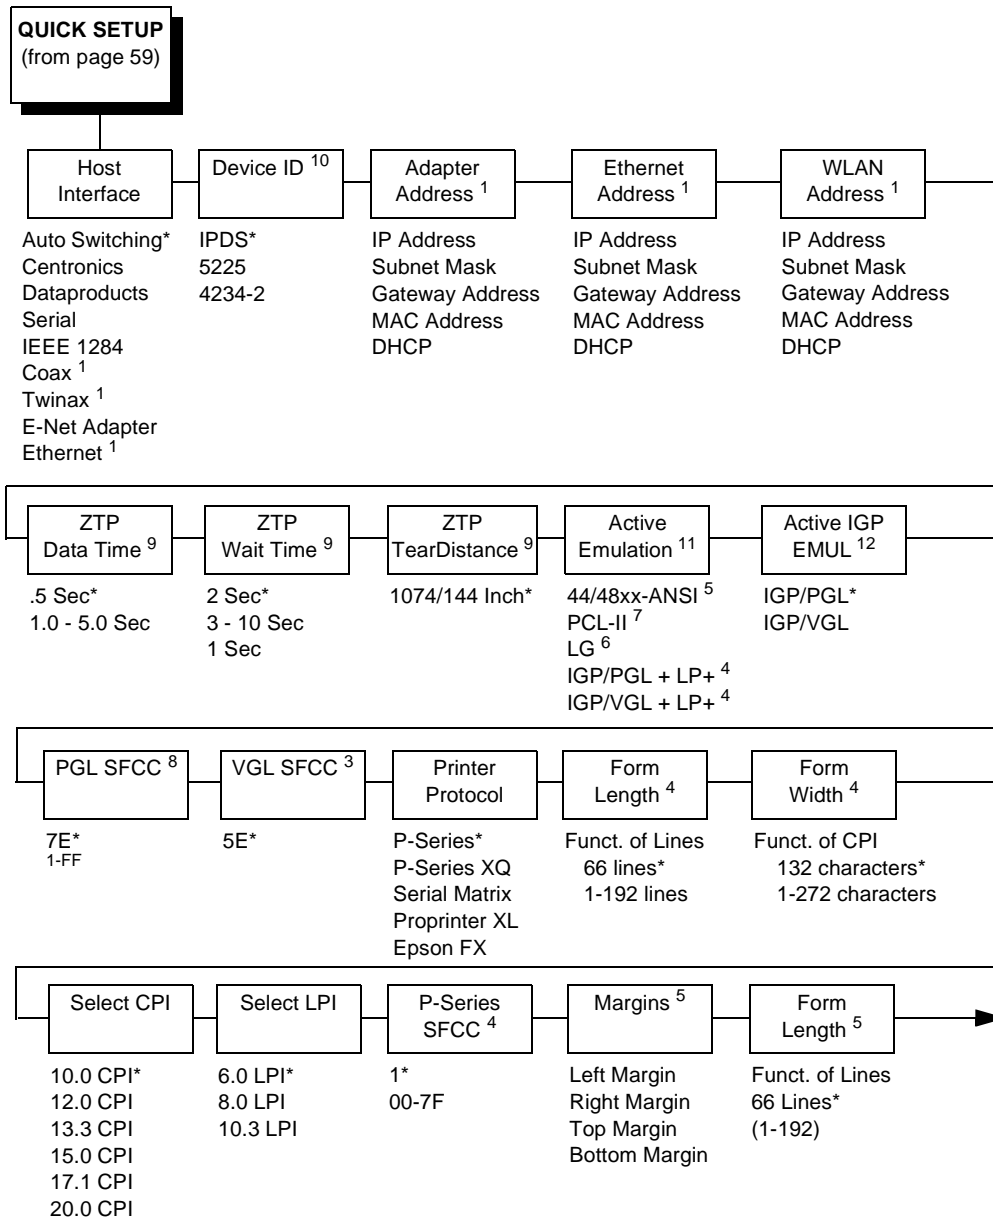 QUICK SETUP
(from page 59)
Host
Interface
Auto Switching*
Centronics
Dataproducts
Serial
IEEE 1284
Coax 1
Twinax 1
E-Net Adapter
Ethernet 1
Device ID 10
IPDS*
5225
4234-2
Adapter
Address 1
IP Address
Subnet Mask
Gateway Address
MAC Address
DHCP
Ethernet
Address 1
IP Address
Subnet Mask
Gateway Address
MAC Address
DHCP
WLAN
Address 1
IP Address
Subnet Mask
Gateway Address
MAC Address
DHCP
ZTP
Data Time 9
.5 Sec*
1.0 - 5.0 Sec
ZTP
Wait Time 9
2 Sec*
3 - 10 Sec
1 Sec
ZTP
TearDistance 9
1074/144 Inch*
Active
Emulation 11
44/48xx-ANSI 5
PCL-II 7
LG 6
IGP/PGL + LP+ 4
IGP/VGL + LP+ 4
Active IGP
EMUL 12
IGP/PGL*
IGP/VGL
PGL SFCC 8
7E*
1-FF
VGL SFCC 3
5E*
Printer
Protocol
P-Series*
P-Series XQ
Serial Matrix
Proprinter XL
Epson FX
Form
Length 4
Funct. of Lines
66 lines*
1-192 lines
Form
Width 4
Funct. of CPI
132 characters*
1-272 characters
Select CPI
10.0 CPI*
12.0 CPI
13.3 CPI
15.0 CPI
17.1 CPI
20.0 CPI
Select LPI
6.0 LPI*
8.0 LPI
10.3 LPI
P-Series
SFCC 4
1*
00-7F
Margins 5
Left Margin
Right Margin
Top Margin
Bottom Margin
Form
Length 5
Funct. of Lines
66 Lines*
(1-192)